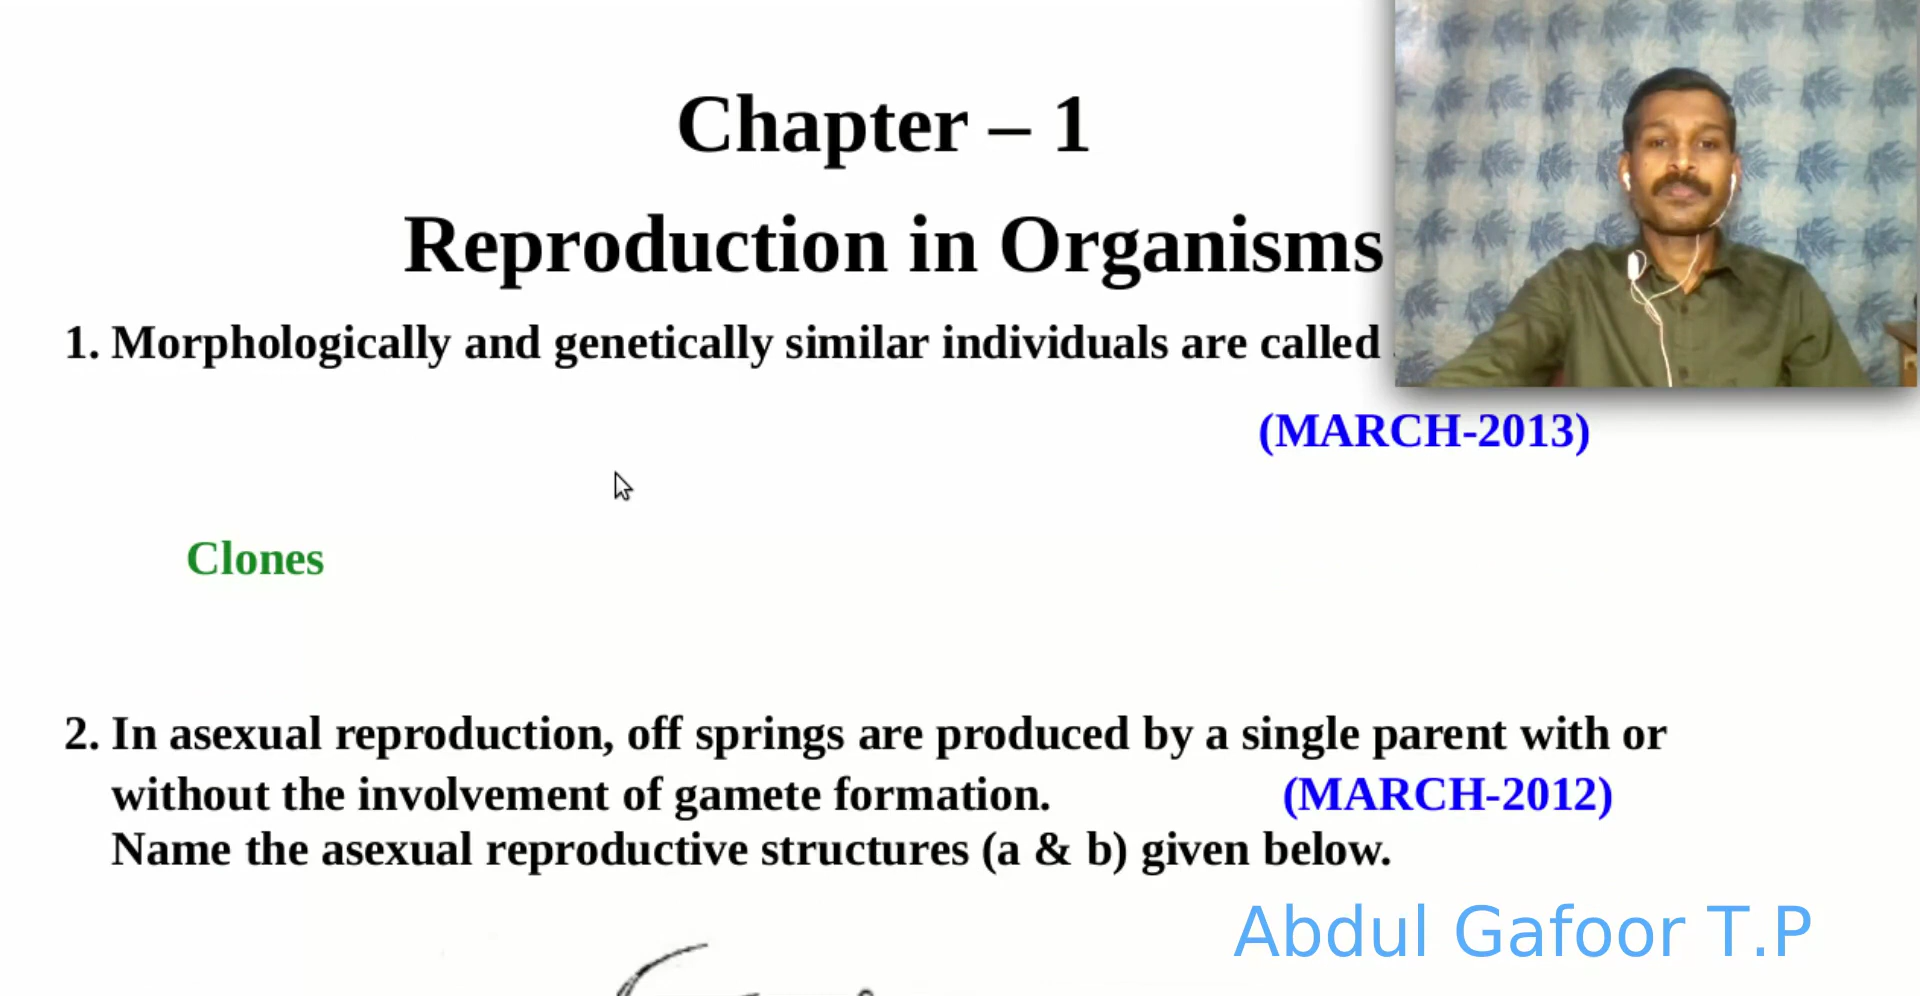 Chapter – 1
Reproduction in Organisms
1. Morphologically and genetically similar individuals are called
(MARCH-2013)
Clones
2. In asexual reproduction, off springs are produced by a single parent with or
without the involvement of gamete formation. (MARCH-2012)
Name the asexual reproductive structures (a & b) given below.
Abdul Gafoor T.P